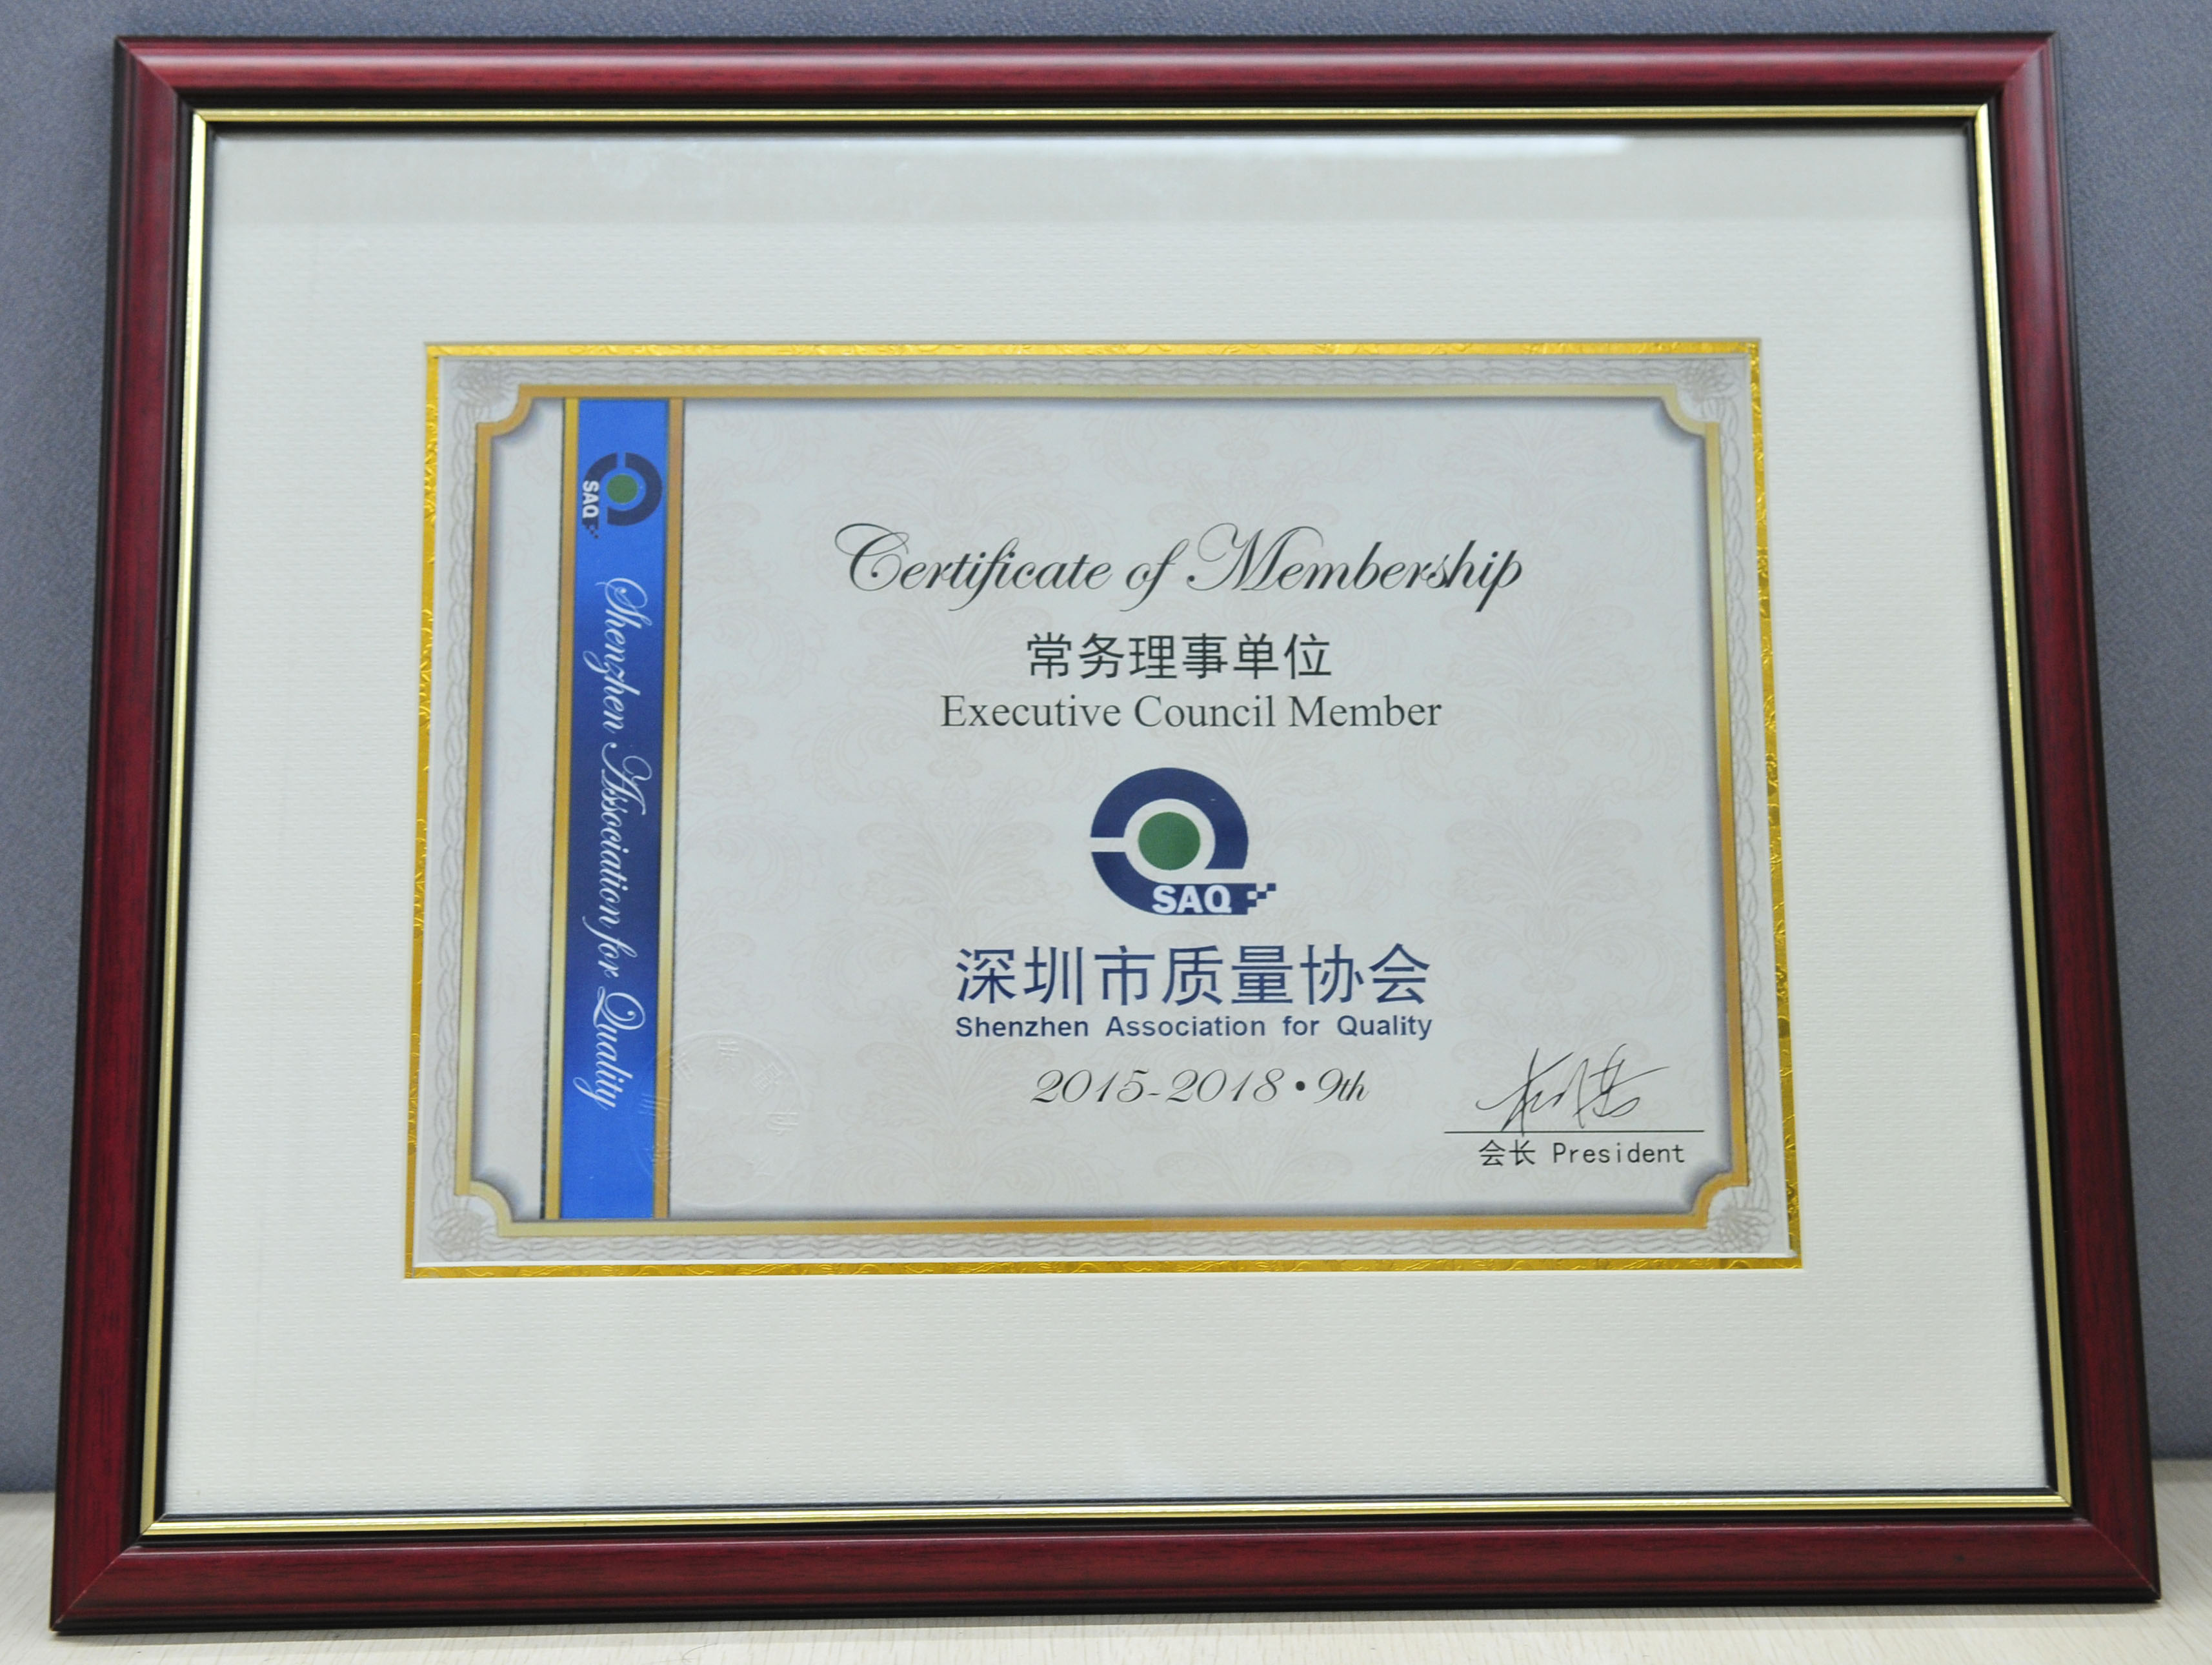 SAQ
Shenzhen Association for Quality
Certificate of Membership
常务理事单位
Executive Council Member
SAQ
深圳市质量协会
Shenzhen Association for Quality
2015-2018•9th
会长 President